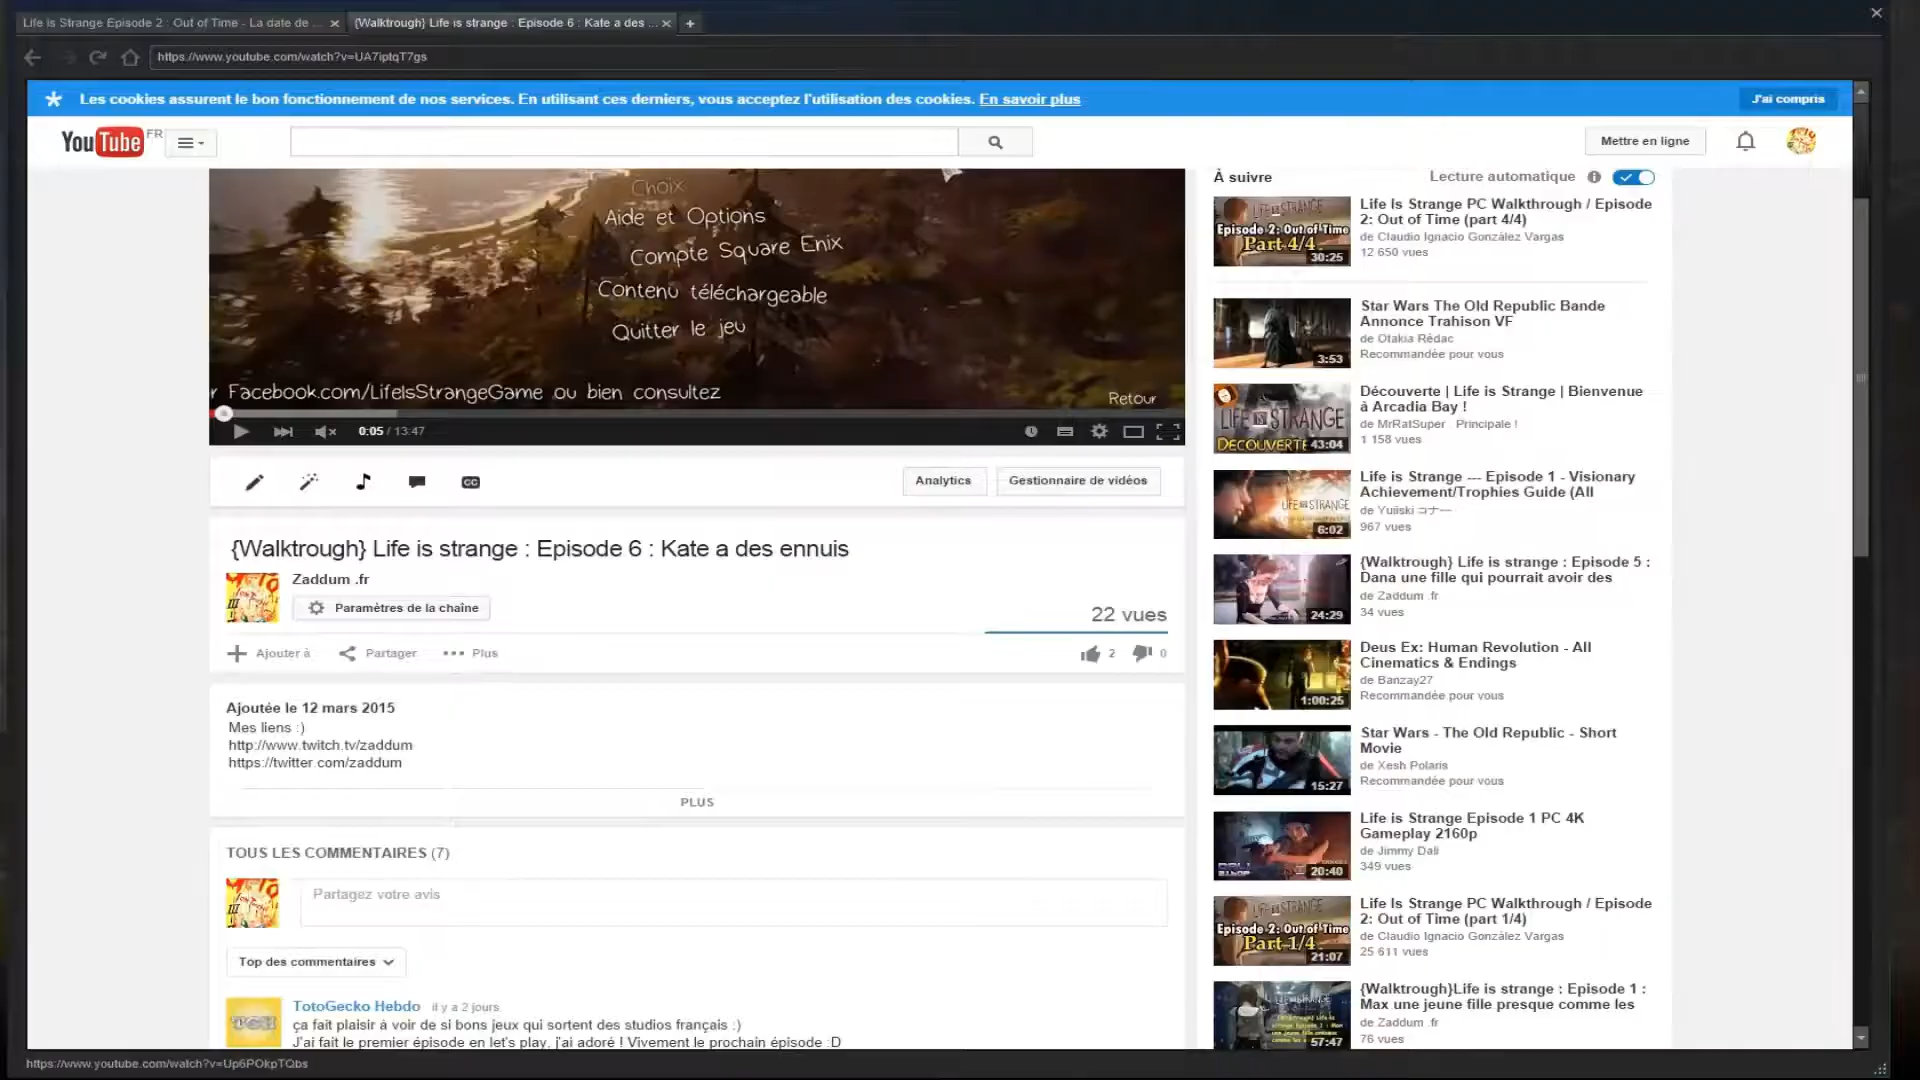 Life is Strange Episode 2 : Out of Time - La date de ...
{Walktrough} Life is strange : Episode 6 : Kate a des ...
https://www.youtube.com/watch?v=UA7iptqT7gs
Les cookies assurent le bon fonctionnement de nos services. En utilisant ces derniers, vous acceptez l'utilisation des cookies. En savoir plus
J'ai compris
YouTube FR
Mettre en ligne
Choix
Aide et Options
Compte Square Enix
Contenu téléchargeable
Quitter le jeu
r Facebook.com/LifeIsStrangeGame ou bien consultez
Retour
0:05 / 13:47
Analytics
Gestionnaire de vidéos
{Walktrough} Life is strange : Episode 6 : Kate a des ennuis
Zaddum .fr
Paramètres de la chaîne
22 vues
Ajouter à
Partager
Plus
2
0
Ajoutée le 12 mars 2015
Mes liens :)
http://www.twitch.tv/zaddum
https://twitter.com/zaddum
PLUS
TOUS LES COMMENTAIRES (7)
Partagez votre avis
Top des commentaires
TGH
TotoGecko Hebdo il y a 2 jours
ça fait plaisir à voir de si bons jeux qui sortent des studios français :)
J'ai fait le premier épisode en let's play, j'ai adoré ! Vivement le prochain épisode :D
À suivre
Lecture automatique
LIFE IS STRANGE
Episode 2: Out of Time
Part 4/4
30:25
Life Is Strange PC Walkthrough / Episode
2: Out of Time (part 4/4)
de Claudio Ignacio González Vargas
12 650 vues
3:53
Star Wars The Old Republic Bande
Annonce Trahison VF
de Otakia Rédac
Recommandée pour vous
LIFE IS STRANGE
DECOUVERTE
43:04
Découverte | Life is Strange | Bienvenue
à Arcadia Bay !
de MrRatSuper Principale !
1 158 vues
LIFE IS STRANGE
6:02
Life is Strange --- Episode 1 - Visionary
Achievement/Trophies Guide (All
de Yuiiski コナー
967 vues
24:29
{Walktrough} Life is strange : Episode 5 :
Dana une fille qui pourrait avoir des
de Zaddum .fr
34 vues
1:00:25
Deus Ex: Human Revolution - All
Cinematics & Endings
de Banzay27
Recommandée pour vous
15:27
Star Wars - The Old Republic - Short
Movie
de Xesh Polaris
Recommandée pour vous
20:40
Life is Strange Episode 1 PC 4K
Gameplay 2160p
de Jimmy Dali
349 vues
LIFE IS STRANGE
Episode 2: Out of Time
Part 1/4
21:07
Life Is Strange PC Walkthrough / Episode
2: Out of Time (part 1/4)
de Claudio Ignacio González Vargas
25 611 vues
57:47
{Walktrough}Life is strange : Episode 1 :
Max une jeune fille presque comme les
de Zaddum .fr
76 vues
https://www.youtube.com/watch?v=Up6POkpTQbs